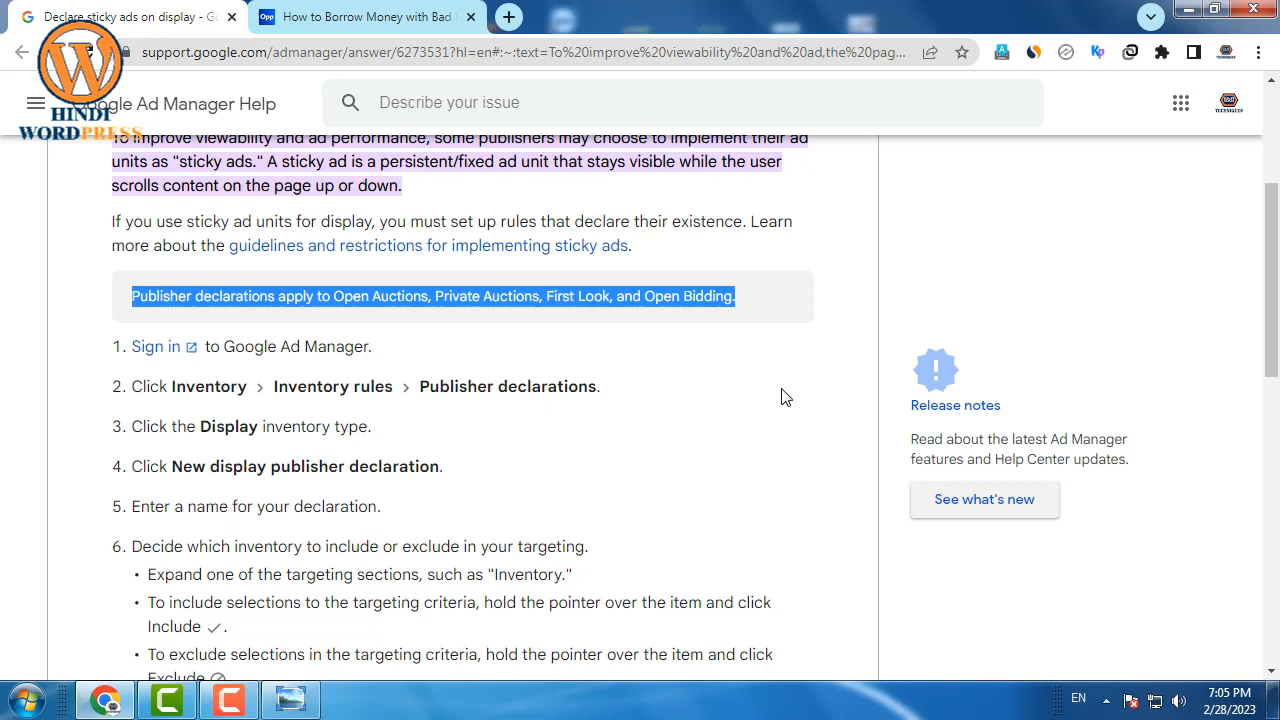 Declare sticky ads on display - Go
Opp How to Borrow Money with Bad
support.google.com/admanager/answer/6273531?hl=en#:~:text=To%20improve%20viewability%20and%20ad,the%20pag...
HINDI
WORDPRESS
Google Ad Manager Help
Describe your issue
To improve viewability and ad performance, some publishers may choose to implement their ad
units as "sticky ads." A sticky ad is a persistent/fixed ad unit that stays visible while the user
scrolls content on the page up or down.
If you use sticky ad units for display, you must set up rules that declare their existence. Learn
more about the guidelines and restrictions for implementing sticky ads.
Publisher declarations apply to Open Auctions, Private Auctions, First Look, and Open Bidding.
1. Sign in to Google Ad Manager.
2. Click Inventory > Inventory rules > Publisher declarations.
3. Click the Display inventory type.
4. Click New display publisher declaration.
5. Enter a name for your declaration.
6. Decide which inventory to include or exclude in your targeting.
• Expand one of the targeting sections, such as "Inventory."
• To include selections to the targeting criteria, hold the pointer over the item and click
Include ✓.
• To exclude selections in the targeting criteria, hold the pointer over the item and click
Exclude
Release notes
Read about the latest Ad Manager
features and Help Center updates.
See what's new
EN
7:05 PM
2/28/2023